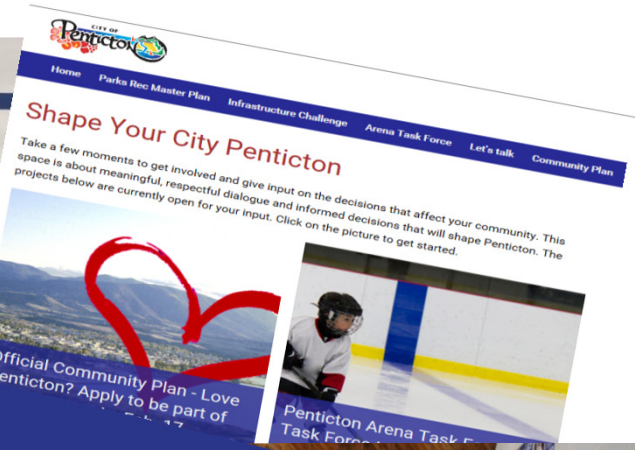 CITY OF
Penticton
Home Parks Rec Master Plan Infrastructure Challenge Arena Task Force Let's talk Community Plan
Shape Your City Penticton
Take a few moments to get involved and give input on the decisions that affect your community. This
space is about meaningful, respectful dialogue and informed decisions that will shape Penticton. The
projects below are currently open for your input. Click on the picture to get started.
Official Community Plan - Love
Penticton? Apply to be part of
Penticton Arena Task
Task